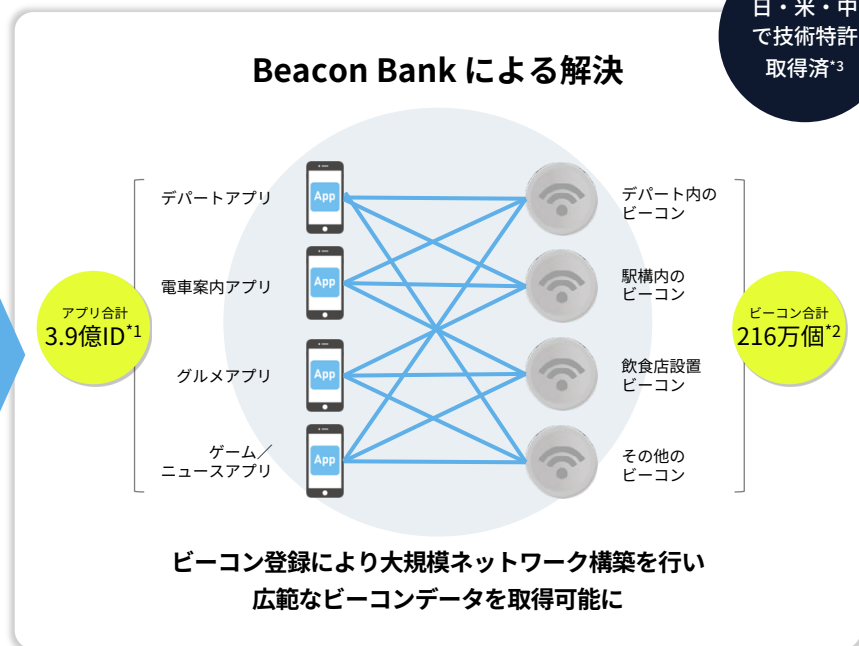 日・米・中
で技術特許
取得済*3
Beacon Bank による解決
デパートアプリ
App
デパート内の
ビーコン
電車案内アプリ
App
駅構内の
ビーコン
アプリ合計
3.9億ID*1
ビーコン合計
216万個*2
グルメアプリ
App
飲食店設置
ビーコン
ゲーム／
ニュースアプリ
App
その他の
ビーコン
ビーコン登録により大規模ネットワーク構築を行い
広範なビーコンデータを取得可能に